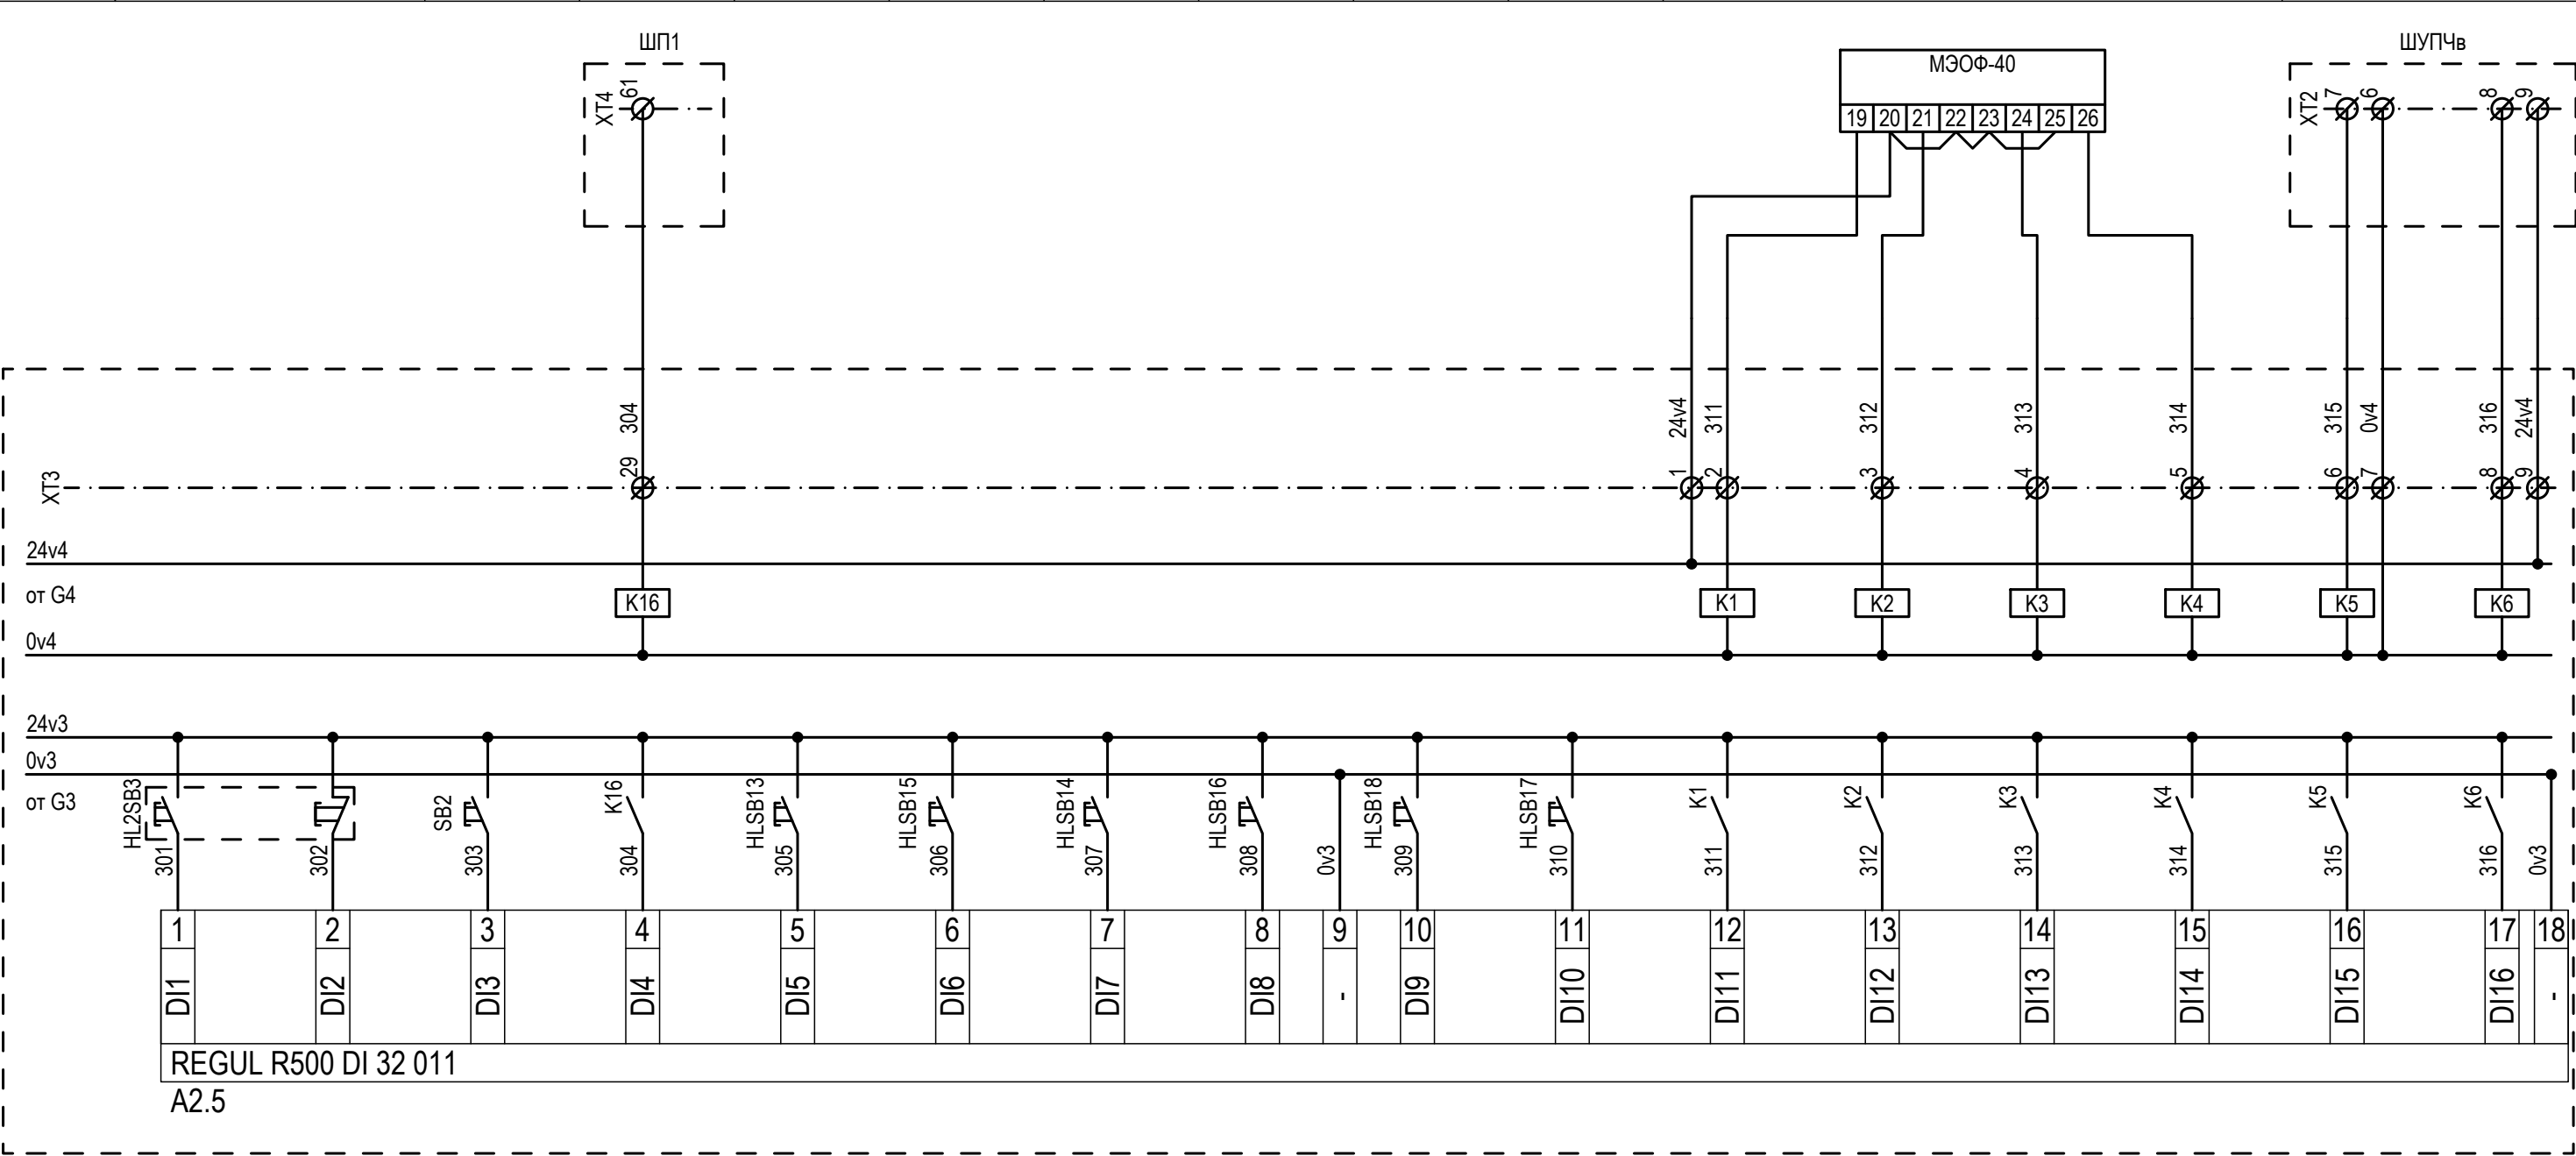 ШП1
МЭОФ-40
ШУПЧв
XT4
61
19 20 21 22 23 24 25 26
XT2
7
6
8
9
304
24v4
311
312
313
314
315
0v4
316
24v4
XT3
29
1
2
3
4
5
6
7
8
9
24v4
от G4
K16
K1
K2
K3
K4
K5
K6
0v4
24v3
0v3
от G3
HL2SB3
SB2
K16
HLSB13
HLSB15
HLSB14
HLSB16
HLSB18
HLSB17
K1
K2
K3
K4
K5
K6
301
302
303
304
305
306
307
308
0v3
309
310
311
312
313
314
315
316
0v3
1 2 3 4 5 6 7 8 9 10 11 12 13 14 15 16 17 18
DI1
DI2
DI3
DI4
DI5
DI6
DI7
DI8
-
DI9
DI10
DI11
DI12
DI13
DI14
DI15
DI16
-
REGUL R500 DI 32 011
A2.5